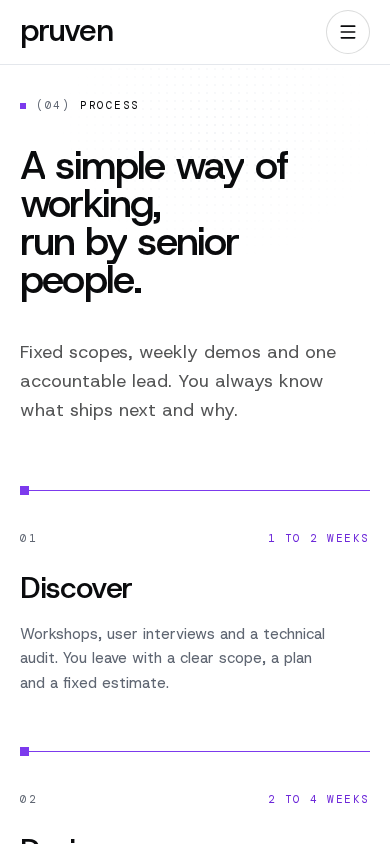 pruven
(04) PROCESS
A simple way of
working,
run by senior
people.
Fixed scopes, weekly demos and one
accountable lead. You always know
what ships next and why.
01
1 TO 2 WEEKS
Discover
Workshops, user interviews and a technical
audit. You leave with a clear scope, a plan
and a fixed estimate.
02
2 TO 4 WEEKS